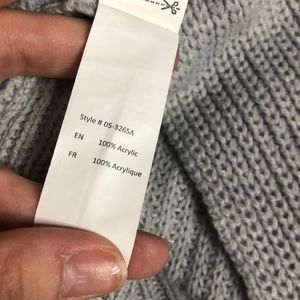 Style # 05-3265A
EN 100% Acrylic
FR 100% Acrylique